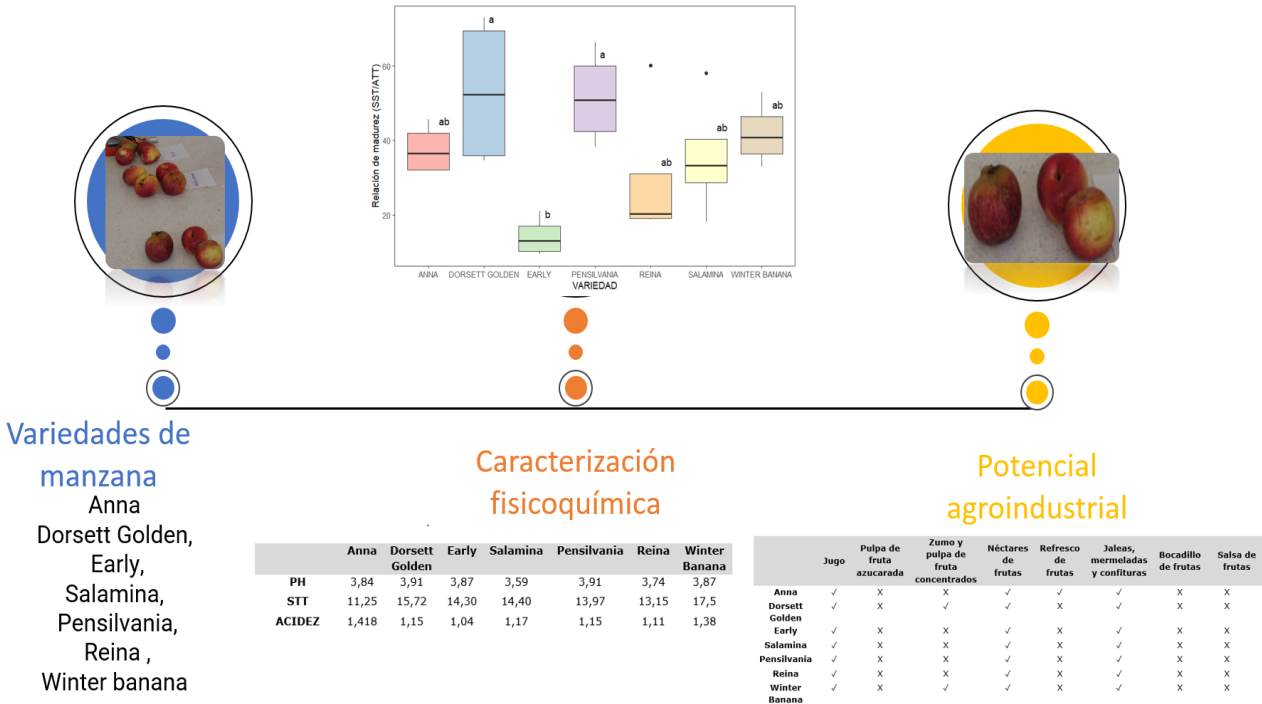 Relación de madurez (SST/ATT)
60
40
20
ab
a
b
a
ab
ab
ab
ANNA DORSETT GOLDEN EARLY PENSILVANIA REINA SALAMINA WINTER BANANA
VARIEDAD
Variedades de
manzana
Anna
Dorsett Golden,
Early,
Salamina,
Pensilvania,
Reina ,
Winter banana
Caracterización
fisicoquímica
Anna Dorsett Early Salamina Pensilvania Reina Winter
Golden Banana
PH 3,84 3,91 3,87 3,59 3,91 3,74 3,87
STT 11,25 15,72 14,30 14,40 13,97 13,15 17,5
ACIDEZ 1,418 1,15 1,04 1,17 1,15 1,11 1,38
Potencial
agroindustrial
Jugo
Pulpa de
fruta
azucarada
Zumo y
pulpa de
fruta
concentrados
Néctares
de
frutas
Refresco
de
frutas
Jaleas,
mermeladas
y confituras
Bocadillo
de frutas
Salsa de
frutas
Anna ✓ X X ✓ ✓ ✓ X X
Dorsett ✓ X ✓ ✓ X ✓ X X
Golden
Early ✓ X X ✓ X ✓ X X
Salamina ✓ X X ✓ X ✓ X X
Pensilvania ✓ X X ✓ X ✓ X X
Reina ✓ X X ✓ X ✓ X X
Winter ✓ X ✓ ✓ X ✓ X X
Banana